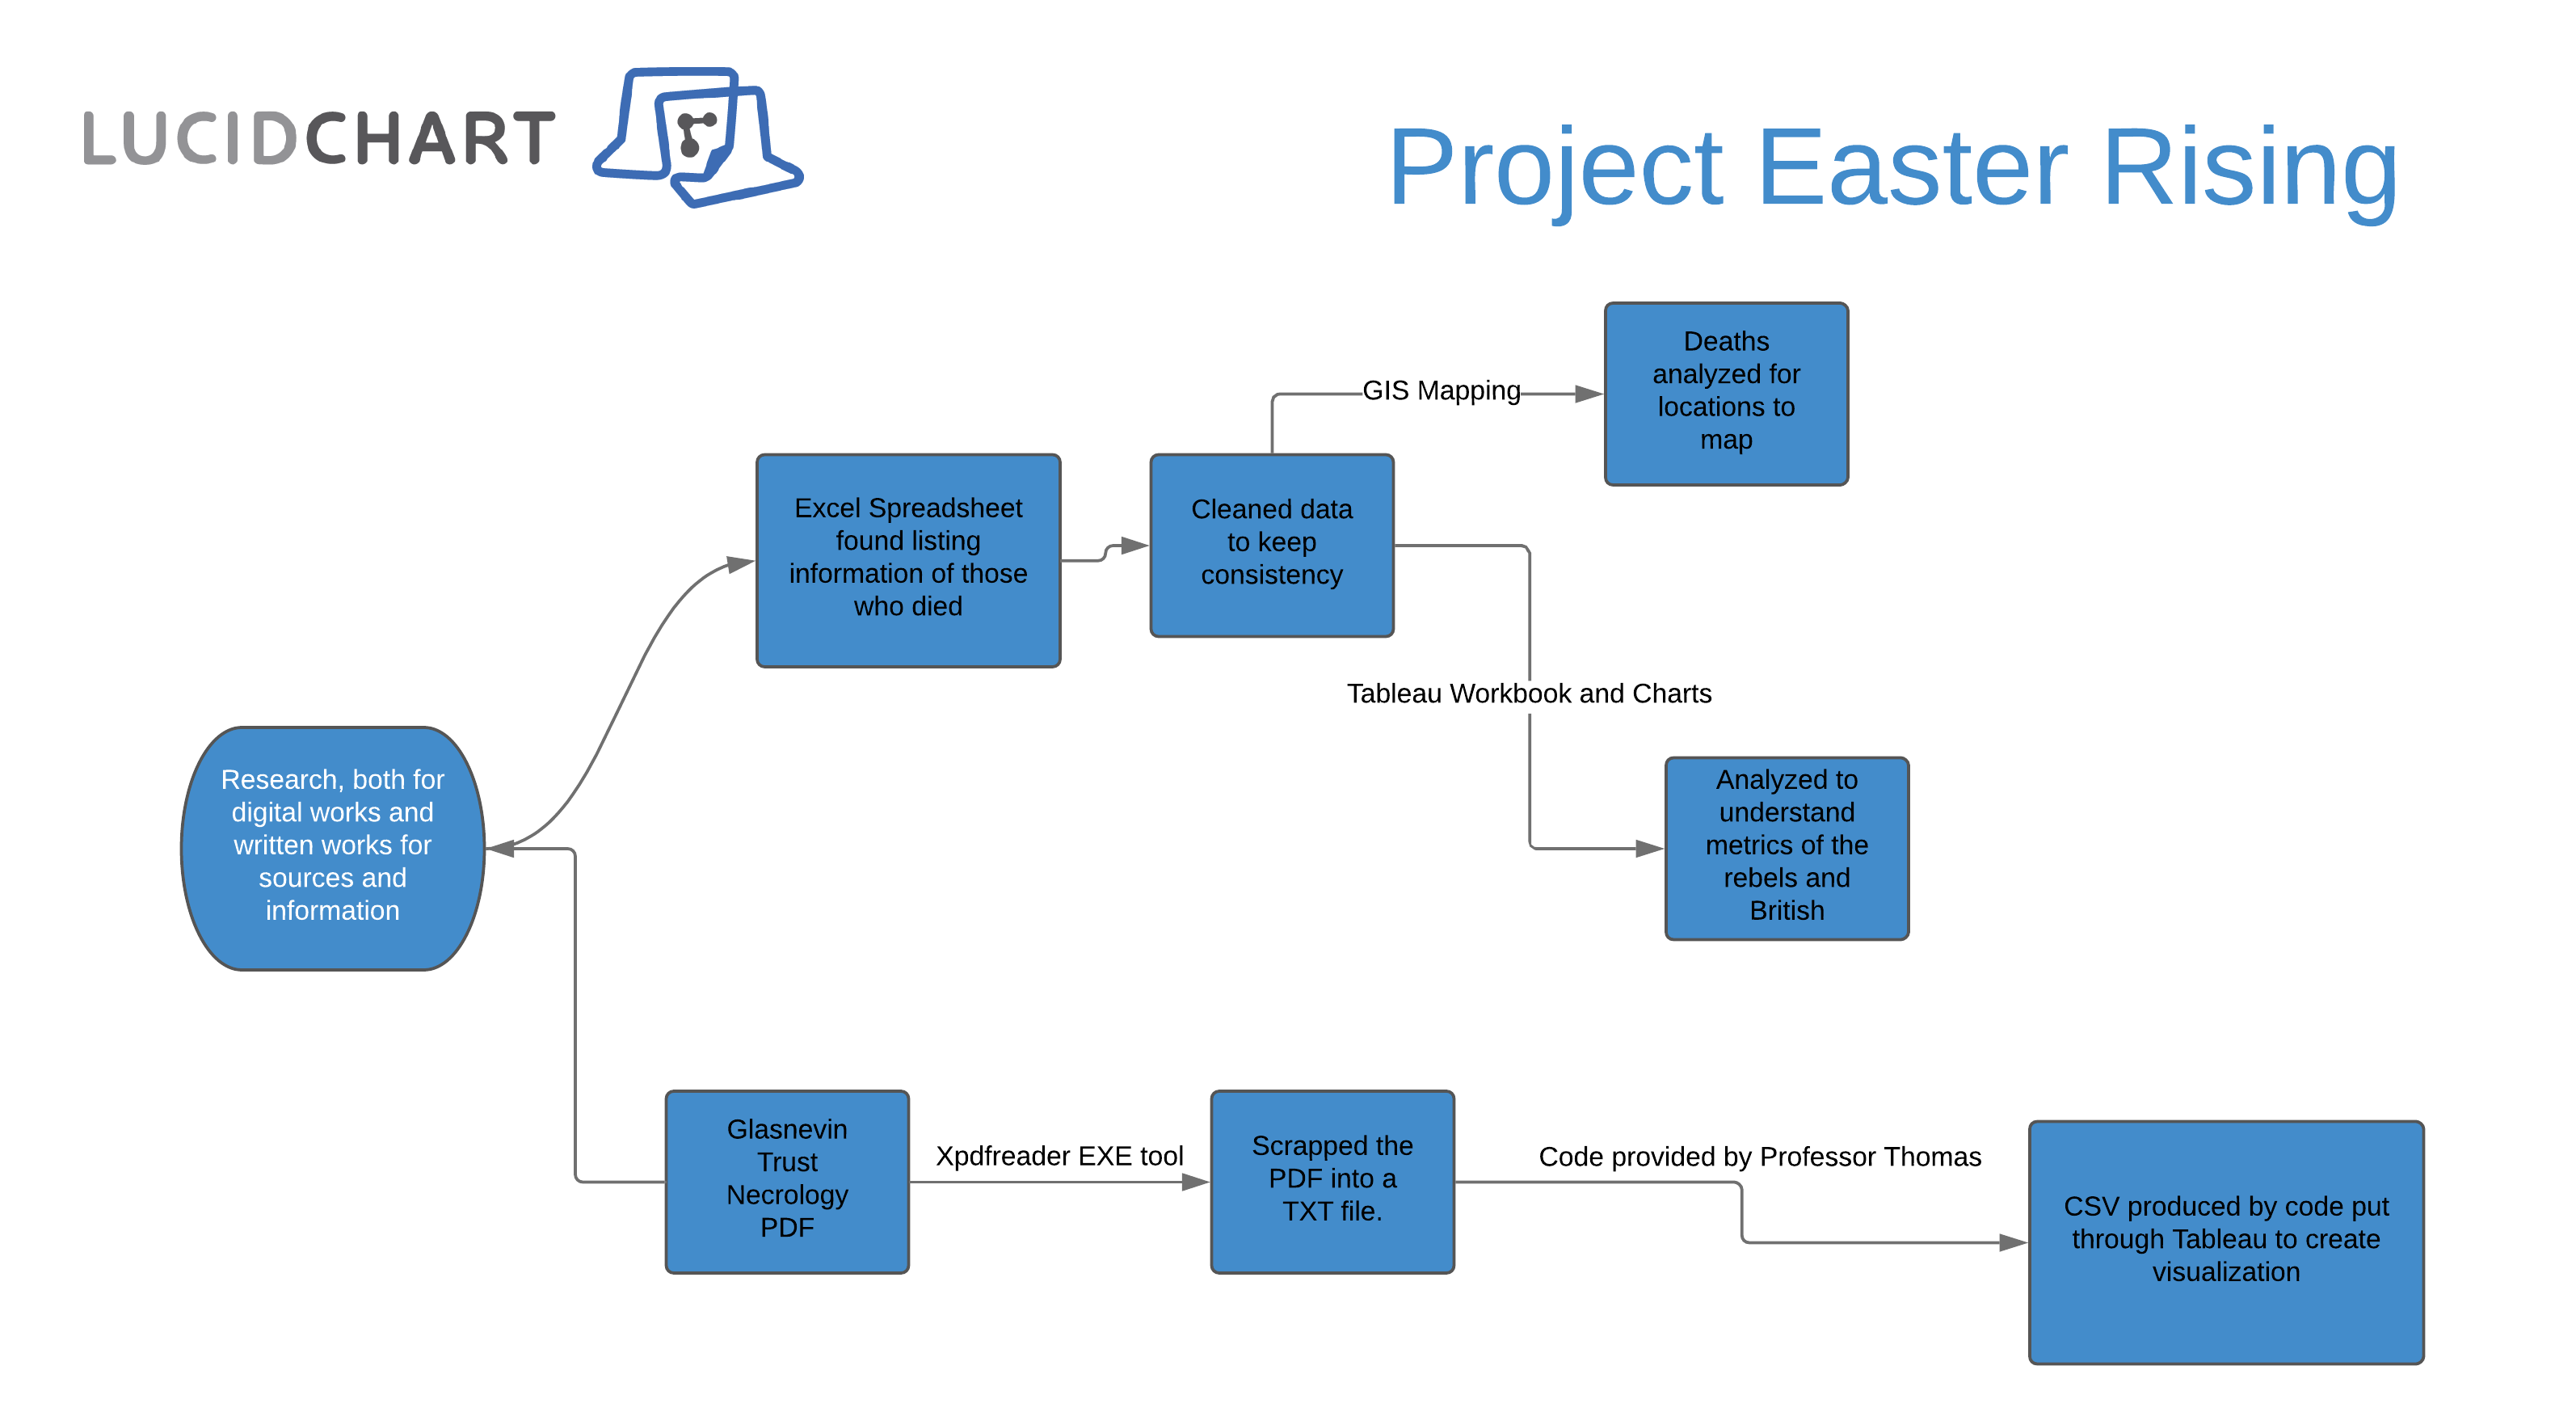 LUCIDCHART
Project Easter Rising
Deaths
analyzed for
locations to
map
GIS Mapping
Excel Spreadsheet
found listing
information of those
who died
Cleaned data
to keep
consistency
Tableau Workbook and Charts
Research, both for
digital works and
written works for
sources and
information
Analyzed to
understand
metrics of the
rebels and
British
Glasnevin
Trust
Necrology
PDF
Xpdfreader EXE tool
Scrapped the
PDF into a
TXT file.
Code provided by Professor Thomas
CSV produced by code put
through Tableau to create
visualization